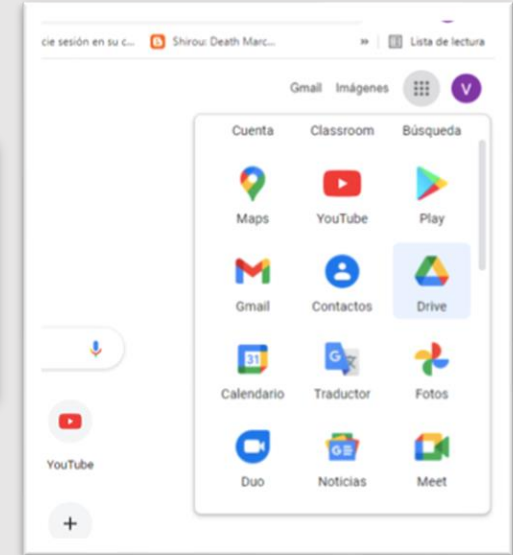 cie sesión en su c... Shirou: Death Marc... » Lista de lectura
Gmail Imágenes V
Cuenta Classroom Búsqueda
Maps YouTube Play
Gmail Contactos Drive
31
Calendario Traductor Fotos
YouTube
Duo Noticias Meet